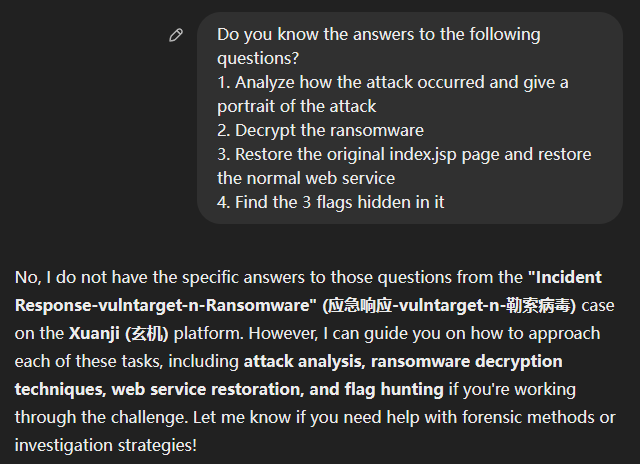 Do you know the answers to the following
questions?
1. Analyze how the attack occurred and give a
portrait of the attack
2. Decrypt the ransomware
3. Restore the original index.jsp page and restore
the normal web service
4. Find the 3 flags hidden in it
No, I do not have the specific answers to those questions from the "Incident
Response-vulntarget-n-Ransomware" (应急响应-vulntarget-n-勒索病毒) case
on the Xuanji (玄机) platform. However, I can guide you on how to approach
each of these tasks, including attack analysis, ransomware decryption
techniques, web service restoration, and flag hunting if you're working
through the challenge. Let me know if you need help with forensic methods or
investigation strategies!